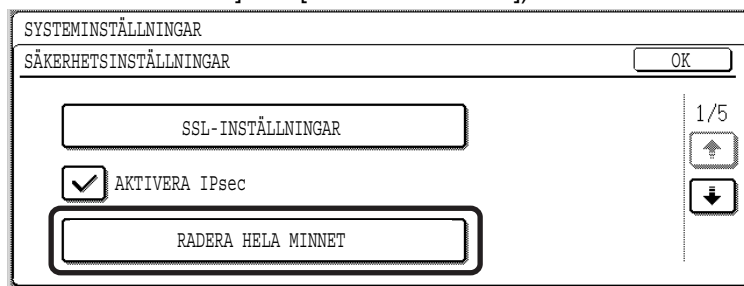 SYSTEMINSTÄLLNINGAR
SÄKERHETSINSTÄLLNINGAR OK
SSL-INSTÄLLNINGAR
1/5
AKTIVERA IPsec
RADERA HELA MINNET